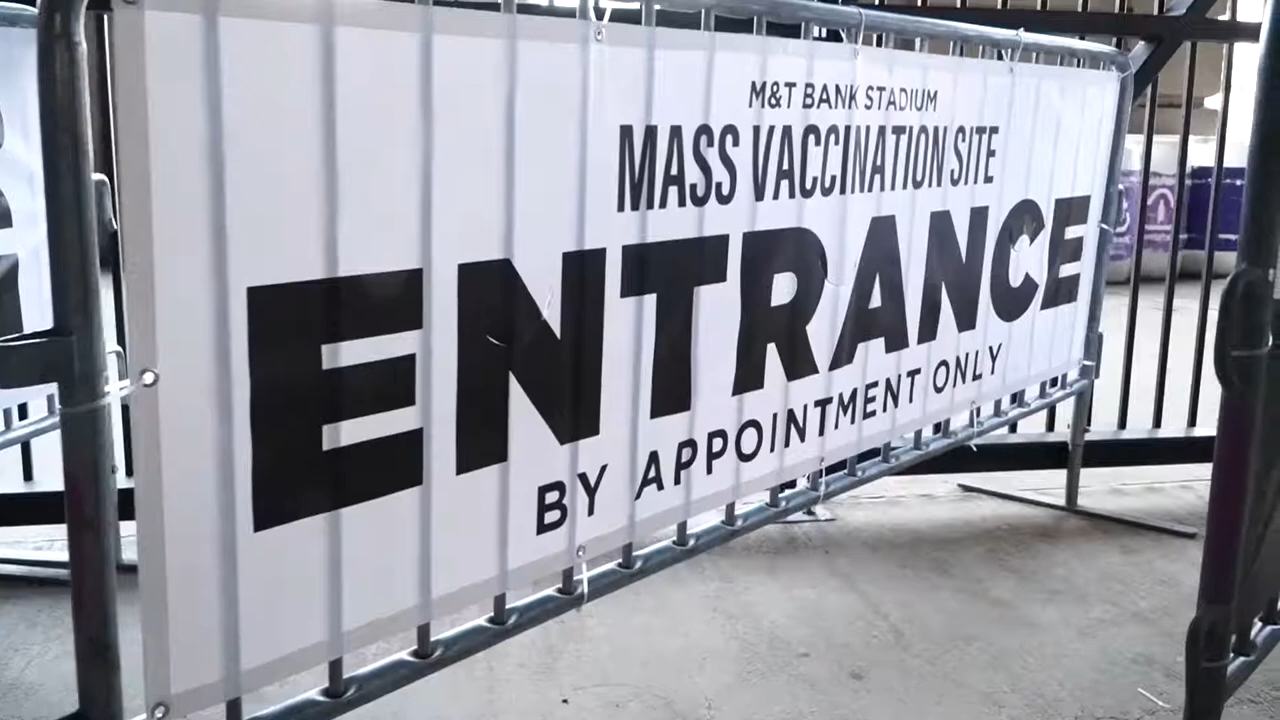 M&T BANK STADIUM
MASS VACCINATION SITE
ENTRANCE
BY APPOINTMENT ONLY